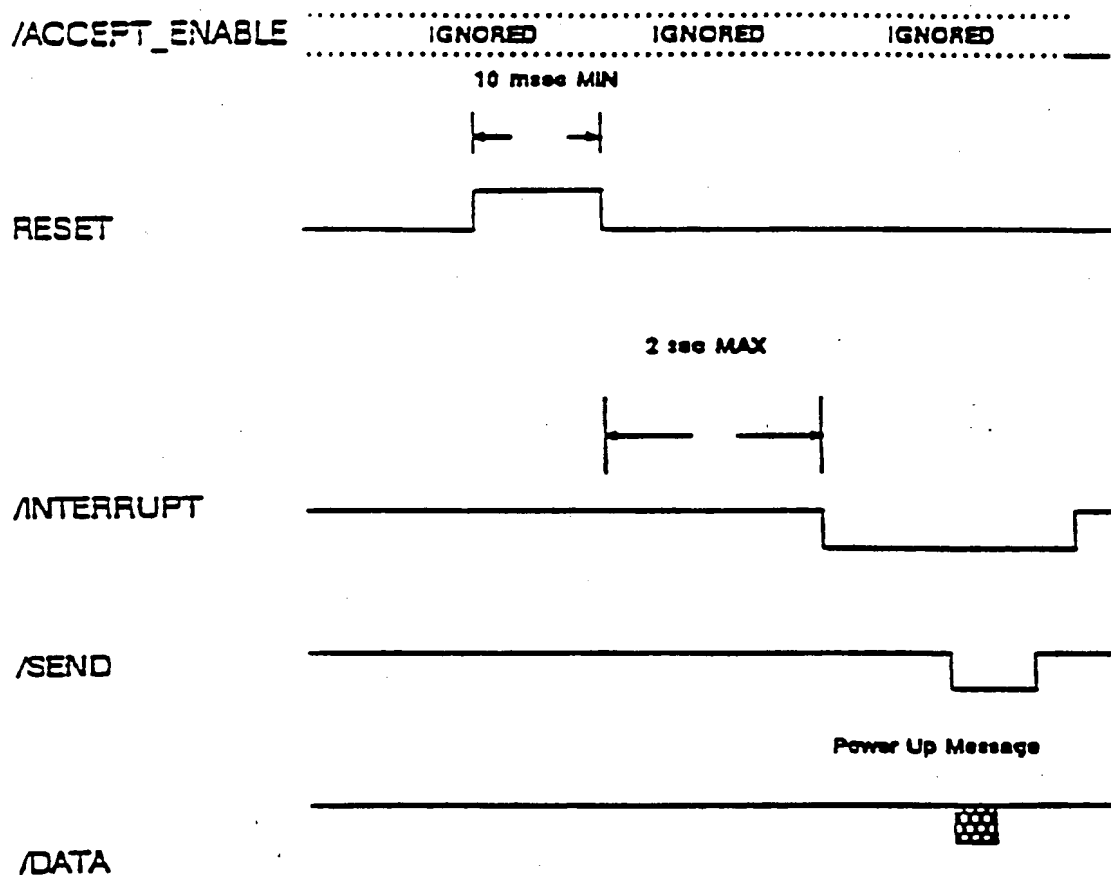 /ACCEPT_ENABLE IGNORED IGNORED IGNORED
10 msec MIN
RESET
2 sec MAX
/INTERRUPT
/SEND
Power Up Message
/DATA